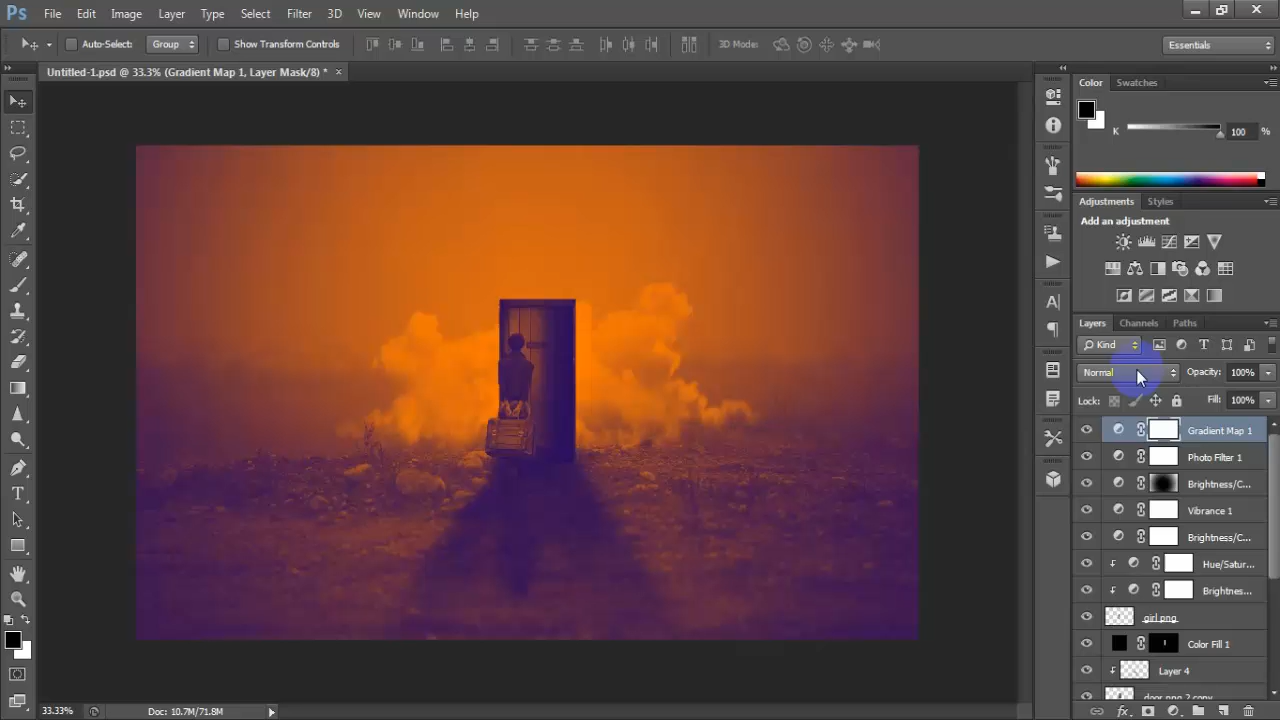 Ps File Edit Image Layer Type Select Filter 3D View Window Help
Auto-Select: Group Show Transform Controls 3D Mode: Essentials
Untitled-1.psd @ 33.3% (Gradient Map 1, Layer Mask/8) * ×
Color Swatches
K 100 %
Adjustments Styles
Add an adjustment
Layers Channels Paths
Kind
Normal Opacity: 100%
Lock: Fill: 100%
Gradient Map 1
Photo Filter 1
Brightness/C...
Vibrance 1
Brightness/C...
Hue/Satur...
Brightnes...
girl.png
Color Fill 1
Layer 4
door.png 2 copy
33.33% Doc: 10.7M/71.8M